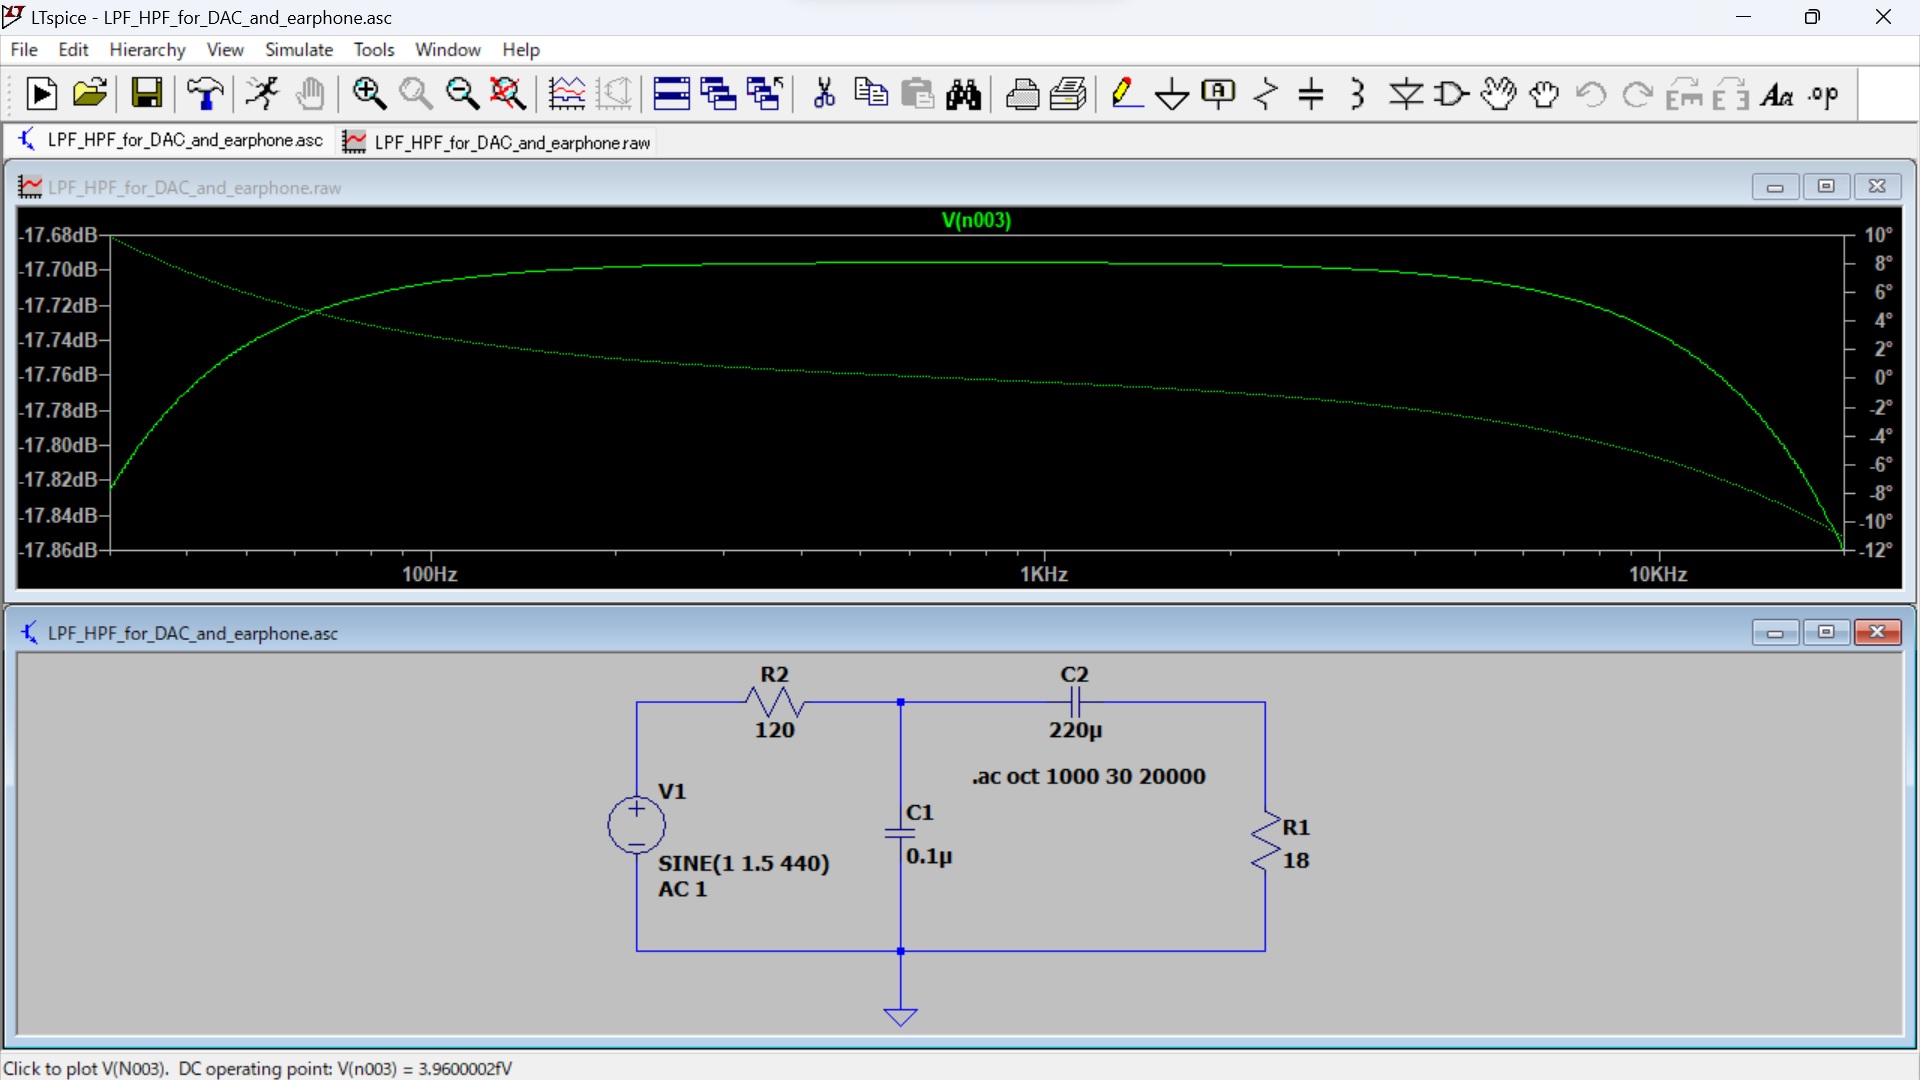 LTspice - LPF_HPF_for_DAC_and_earphone.asc
File Edit Hierarchy View Simulate Tools Window Help
A Aa .op
LPF_HPF_for_DAC_and_earphone.asc LPF_HPF_for_DAC_and_earphone.raw
LPF_HPF_for_DAC_and_earphone.raw
V(n003)
-17.68dB 10°
-17.70dB 8°
-17.72dB 6°
-17.74dB 4°
-17.76dB 2°
-17.78dB 0°
-17.80dB -2°
-17.82dB -4°
-17.84dB -6°
-17.86dB -8°
-10°
-12°
100Hz 1KHz 10KHz
LPF_HPF_for_DAC_and_earphone.asc
R2 C2
120 220µ
.ac oct 1000 30 20000
V1
C1
R1
0.1µ
18
SINE(1 1.5 440)
AC 1
Click to plot V(N003). DC operating point: V(n003) = 3.9600002fV